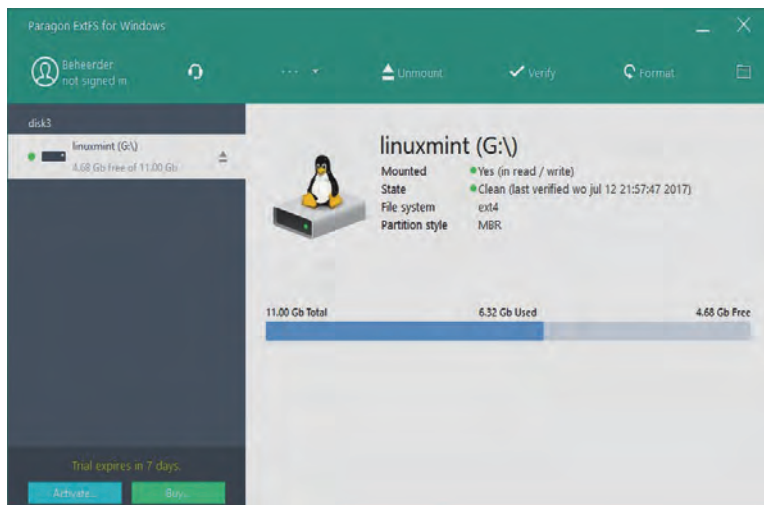 Paragon ExtFS for Windows
Beheerder
not signed in
Unmount
Verify
Format
disk3
linuxmint (G:\)
4.68 Gb free of 11.00 Gb
linuxmint (G:\)
Mounted Yes (in read / write)
State Clean (last verified wo jul 12 21:57:47 2017)
File system ext4
Partition style MBR
11.00 Gb Total 6.32 Gb Used 4.68 Gb Free
Trial expires in 7 days.
Activate... Buy...